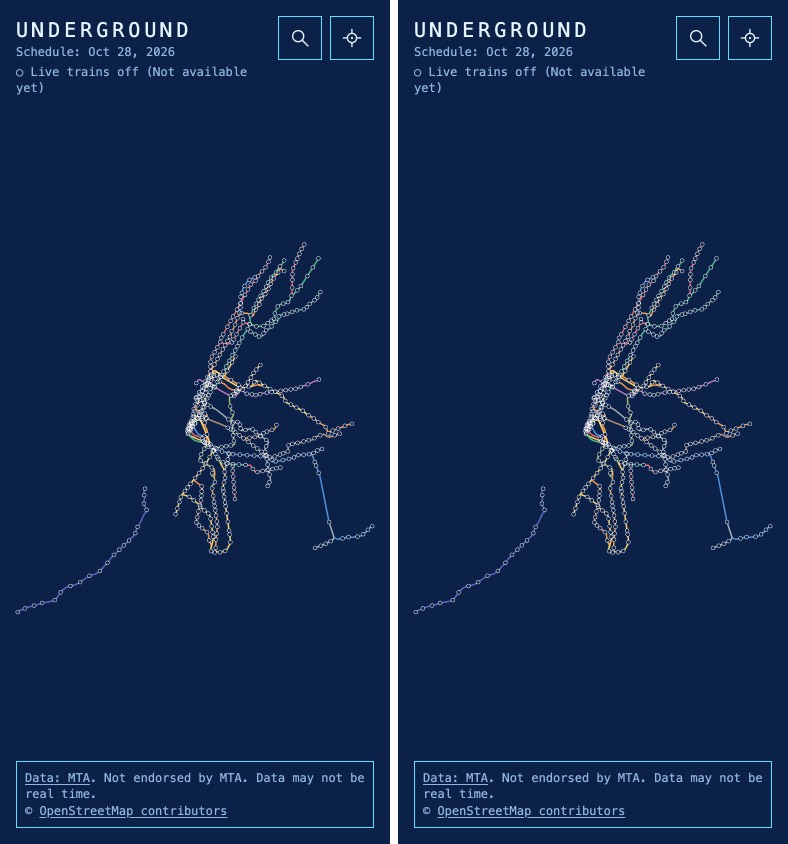 UNDERGROUND
Schedule: Oct 28, 2026
Live trains off (Not available
yet)
Data: MTA. Not endorsed by MTA. Data may not be
real time.
© OpenStreetMap contributors
UNDERGROUND
Schedule: Oct 28, 2026
Live trains off (Not available
yet)
Data: MTA. Not endorsed by MTA. Data may not be
real time.
© OpenStreetMap contributors